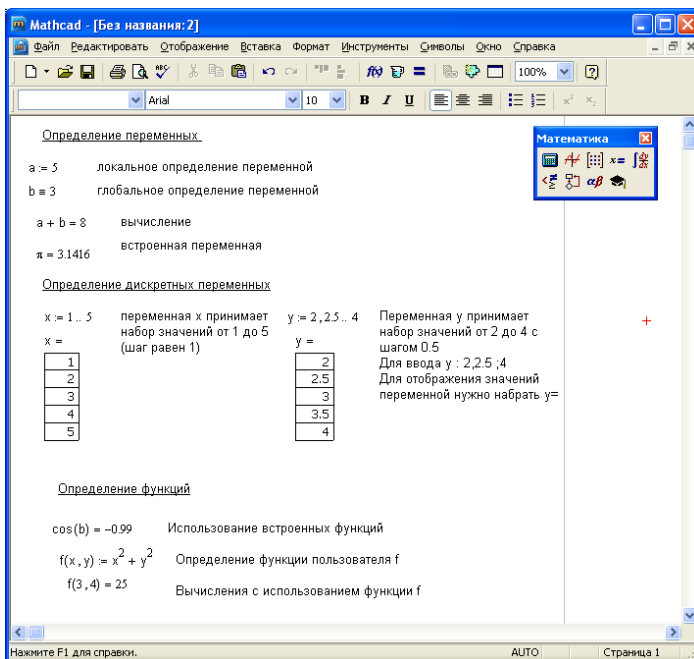 Mathcad - [Без названия:2]
Файл Редактировать Отображение Вставка Формат Инструменты Символы Окно Справка
100%
Arial 10 B I U x² x₂
Определение переменных
Математика
a := 5 локальное определение переменной
b ≡ 3 глобальное определение переменной
a + b = 8 вычисление
π = 3.1416 встроенная переменная
Определение дискретных переменных
x := 1 .. 5 переменная x принимает
набор значений от 1 до 5
(шаг равен 1)
x =
1
2
3
4
5
y := 2 , 2.5 .. 4 Переменная y принимает
набор значений от 2 до 4 с
шагом 0.5
Для ввода y : 2,2.5 ;4
Для отображения значений
переменной нужно набрать y=
y =
2
2.5
3
3.5
4
Определение функций
cos(b) = −0.99 Использование встроенных функций
f(x , y) := x² + y² Определение функции пользователя f
f(3 , 4) = 25 Вычисления с использованием функции f
Нажмите F1 для справки. AUTO Страница 1